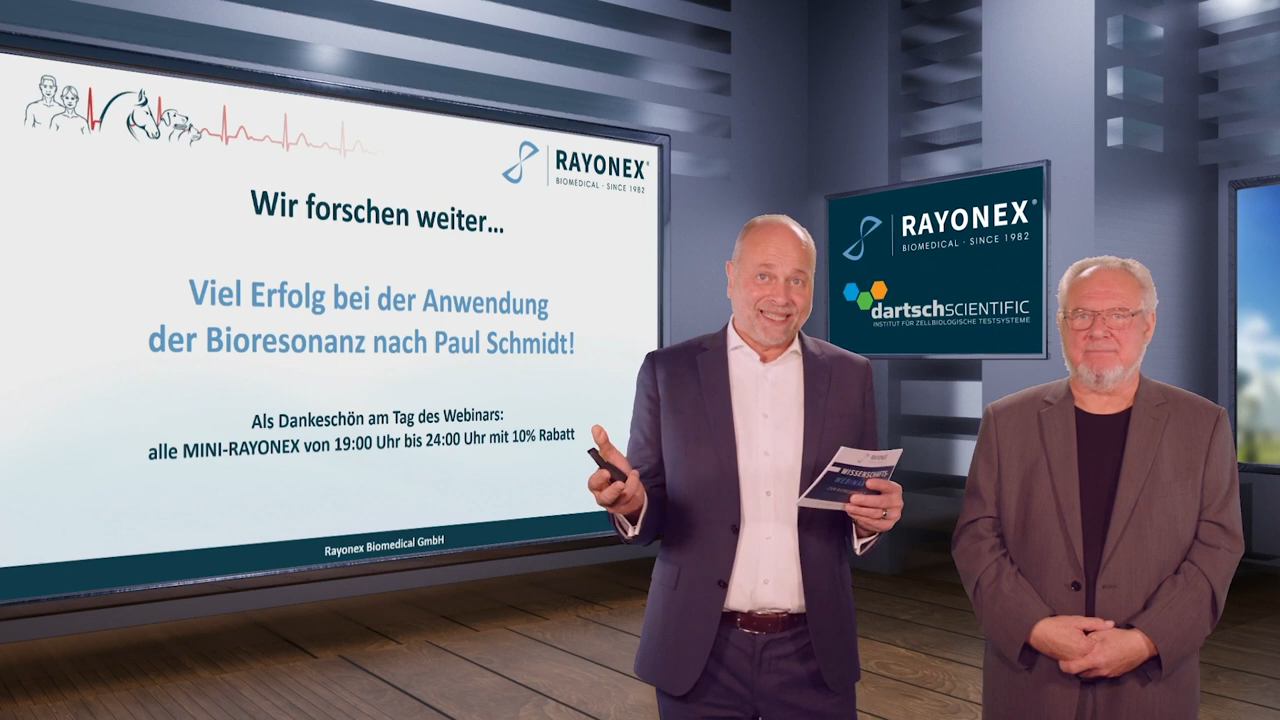 RAYONEX®
BIOMEDICAL · SINCE 1982
Wir forschen weiter...
Viel Erfolg bei der Anwendung
der Bioresonanz nach Paul Schmidt!
Als Dankeschön am Tag des Webinars:
alle MINI-RAYONEX von 19:00 Uhr bis 24:00 Uhr mit 10% Rabatt
Rayonex Biomedical GmbH
RAYONEX®
BIOMEDICAL · SINCE 1982
dartschSCIENTIFIC
INSTITUT FÜR ZELLBIOLOGISCHE TESTSYSTEME
RAYONEX
WISSENSCHAFTS-